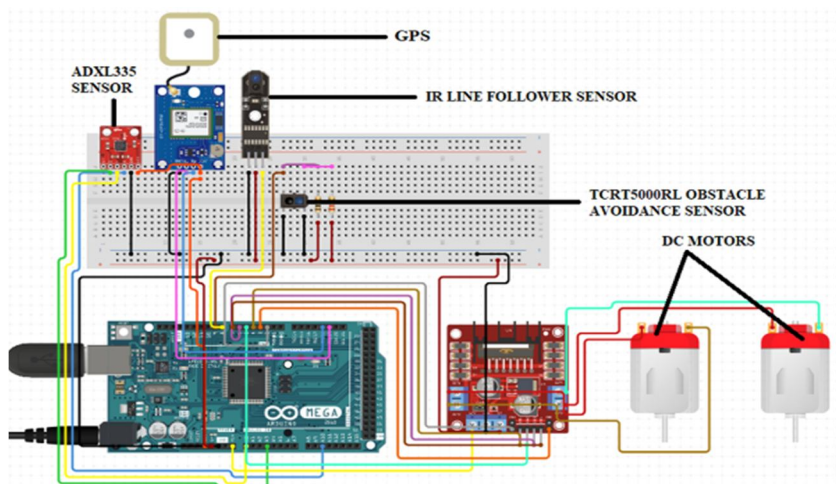 GPS
ADXL335
SENSOR
IR LINE FOLLOWER SENSOR
TCRT5000RL OBSTACLE
AVOIDANCE SENSOR
DC MOTORS
MEGA
ARDUINO